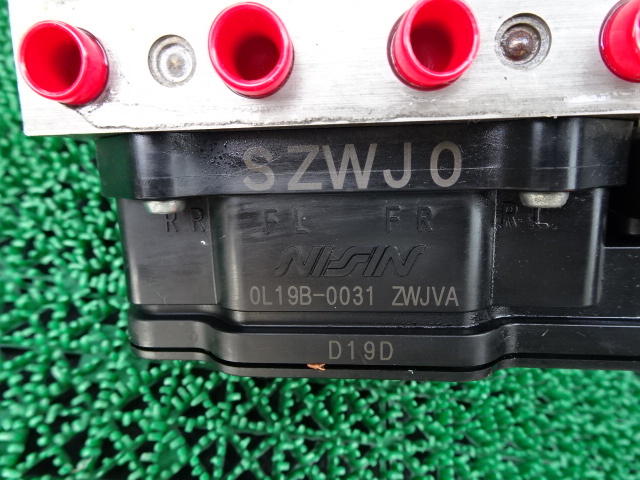 SZWJ0
RR FL FR RL
NISSIN
0L19B-0031 ZWJVA
D19D